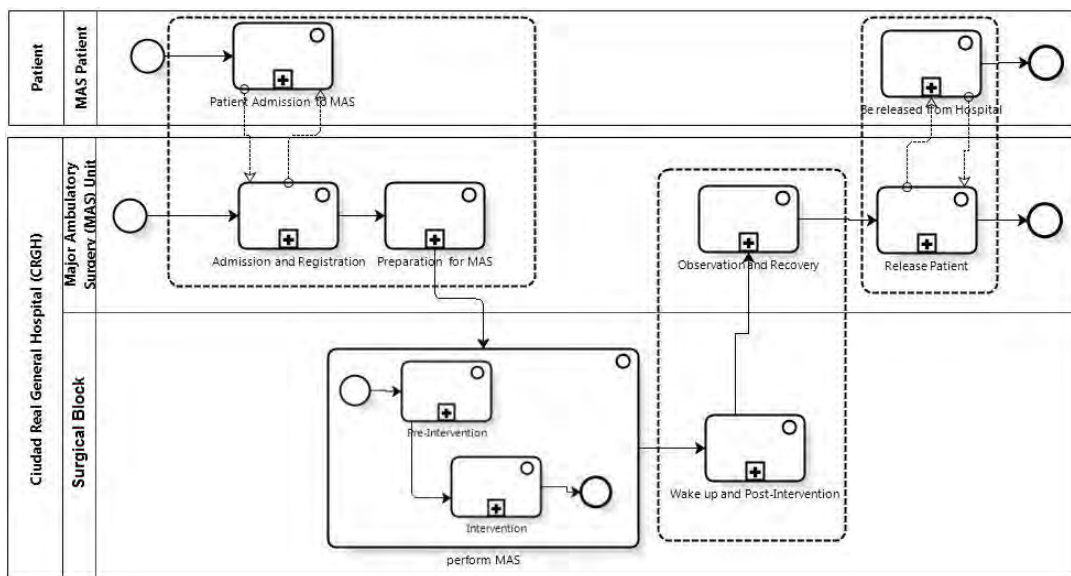 Patient
MAS Patient
Patient Admission to MAS
Be released from Hospital
Ciudad Real General Hospital (CRGH)
Major Ambulatory
Surgery (MAS) Unit
Admission and Registration
Preparation for MAS
Observation and Recovery
Release Patient
Surgical Block
Pre-Intervention
Intervention
perform MAS
Wake up and Post-Intervention